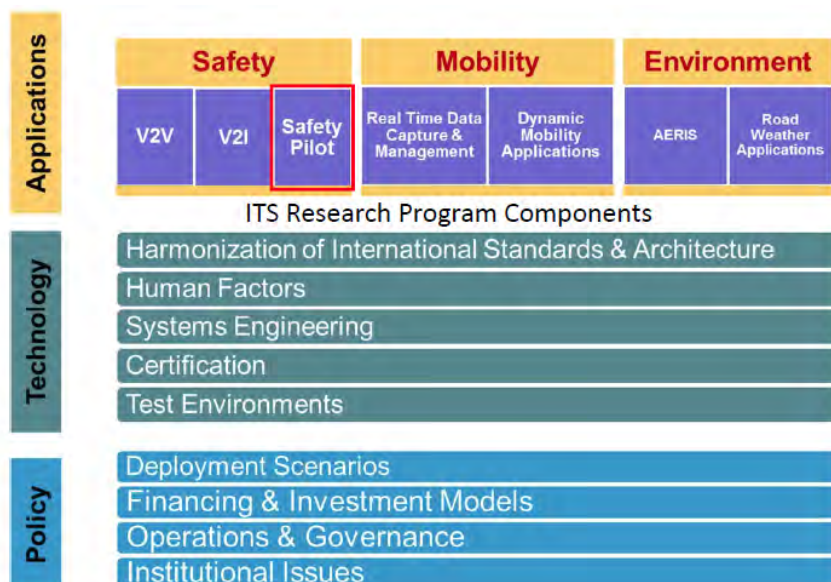 Applications
Safety
Mobility
Environment
V2V
V2I
Safety
Pilot
Real Time Data
Capture &
Management
Dynamic
Mobility
Applications
AERIS
Road
Weather
Applications
ITS Research Program Components
Technology
Harmonization of International Standards & Architecture
Human Factors
Systems Engineering
Certification
Test Environments
Policy
Deployment Scenarios
Financing & Investment Models
Operations & Governance
Institutional Issues